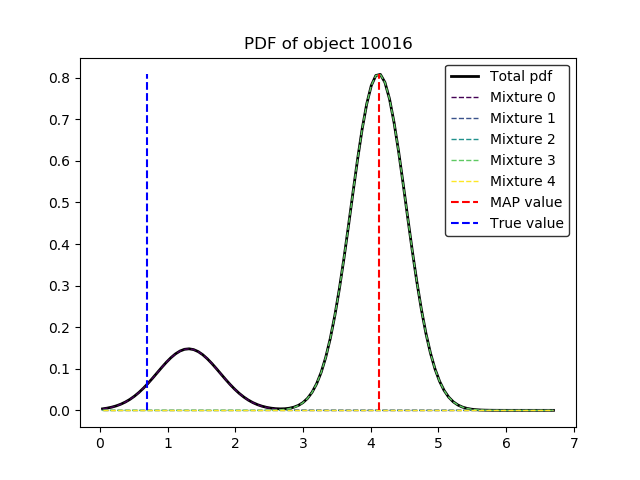 PDF of object 10016
0.8
0.7
0.6
0.5
0.4
0.3
0.2
0.1
0.0
0 1 2 3 4 5 6 7
Total pdf
Mixture 0
Mixture 1
Mixture 2
Mixture 3
Mixture 4
MAP value
True value